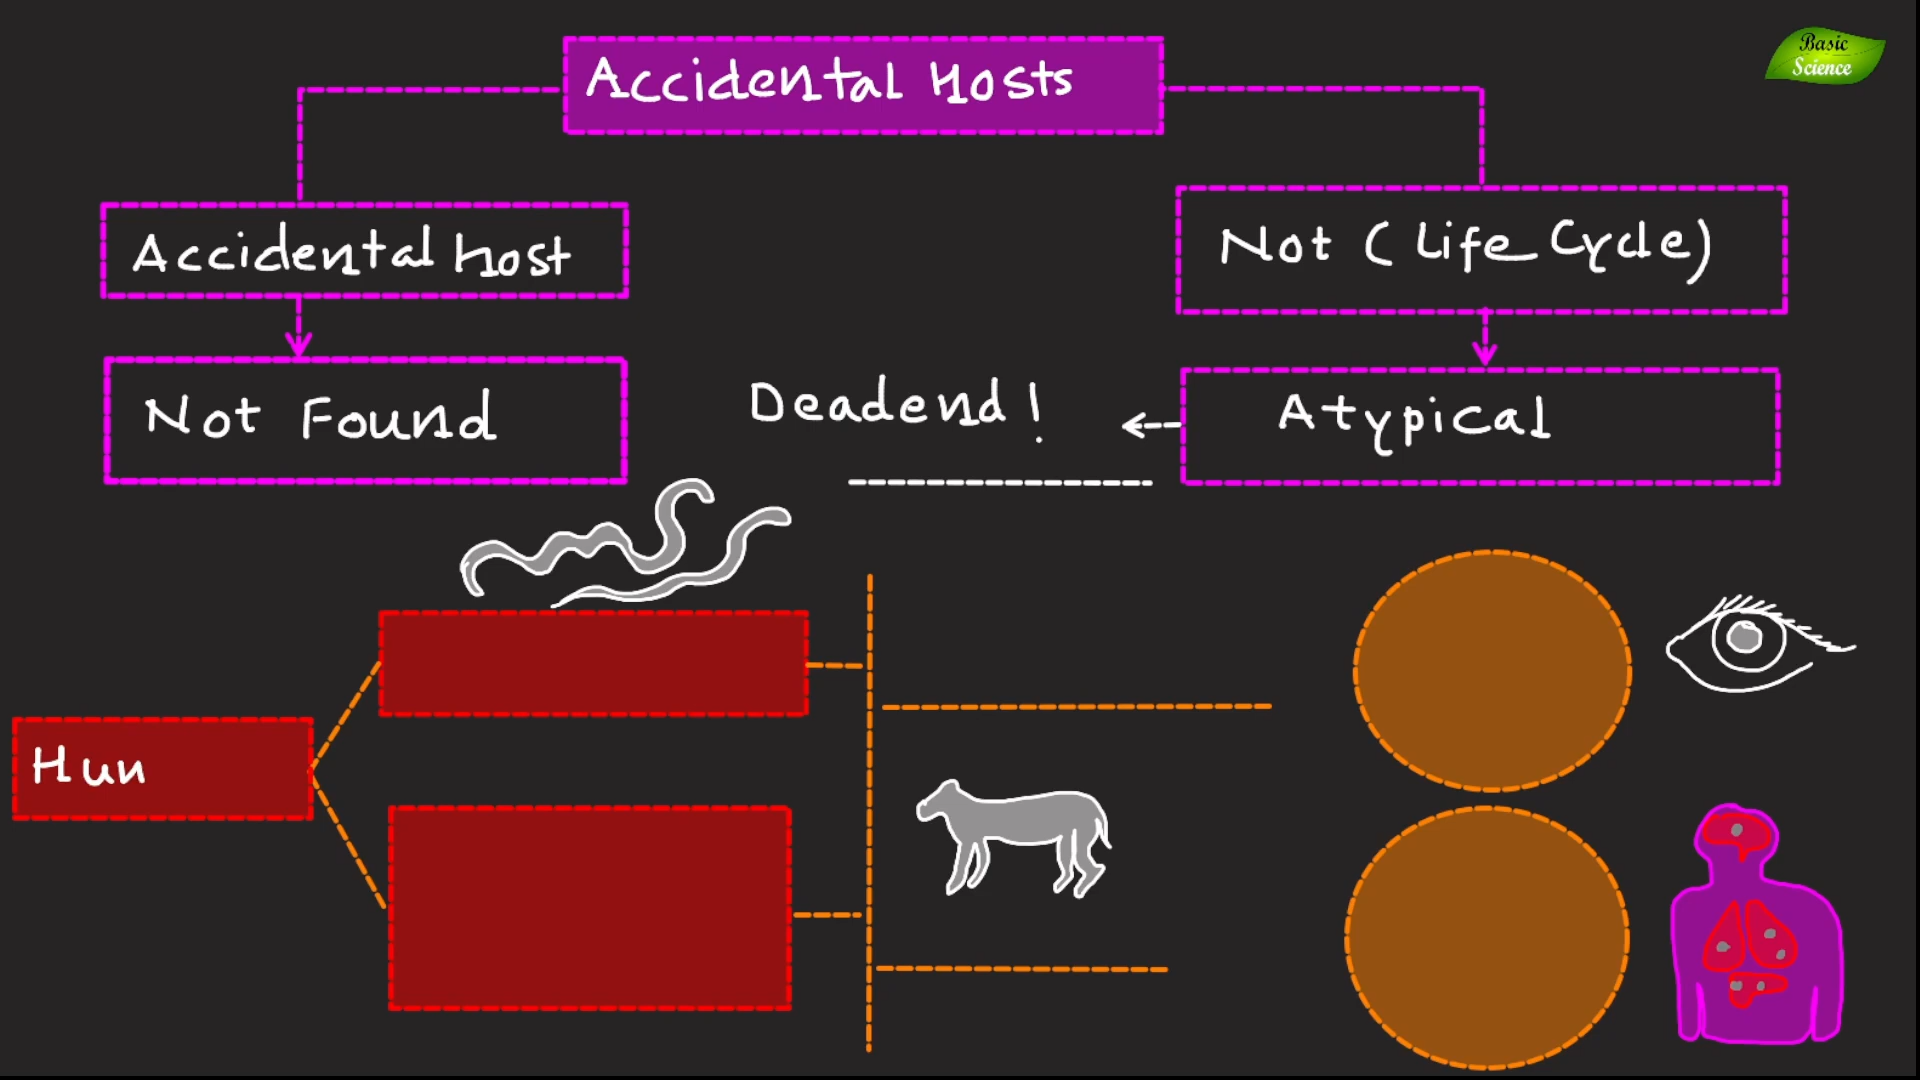 Accidental Hosts
Basic
Science
Accidental host
Not (Life Cycle)
Not Found
Deadend!
Atypical
Hun